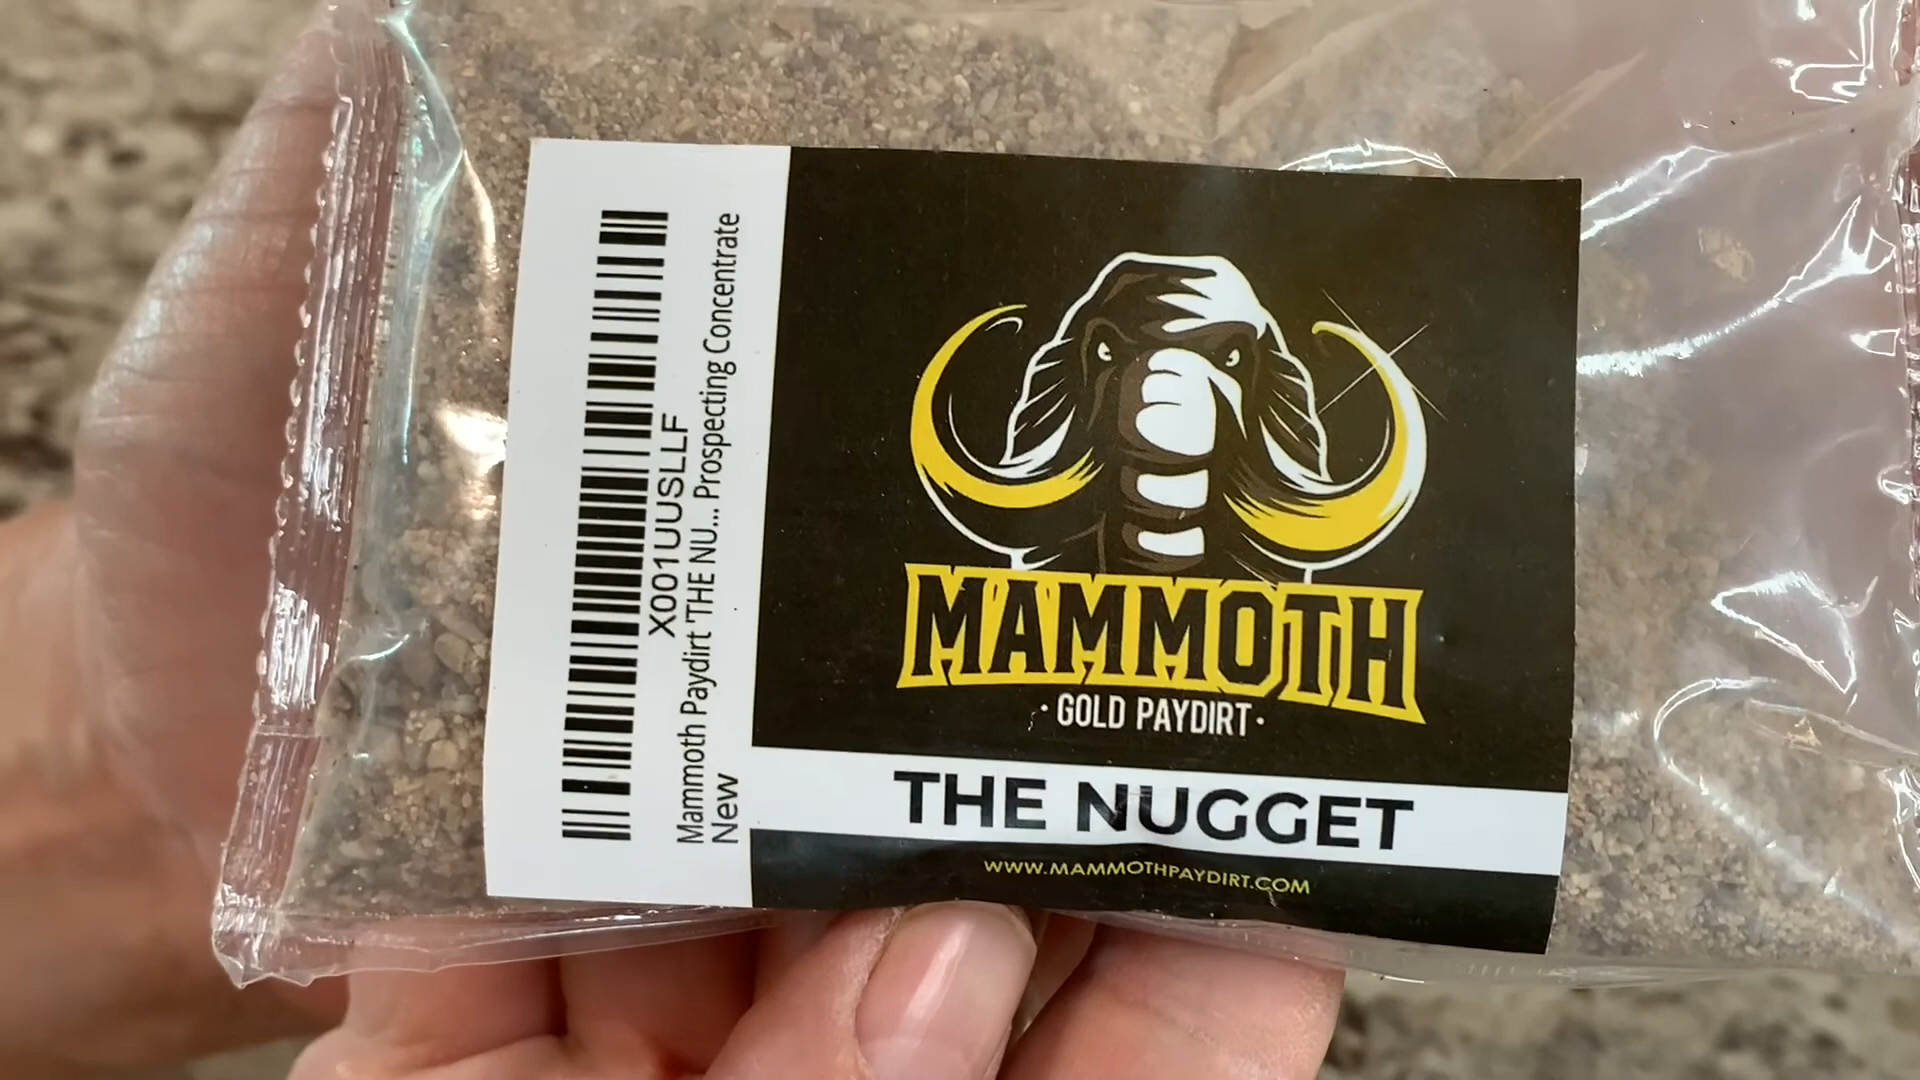 X001UUSLLF
Mammoth Paydirt 'THE NU... Prospecting Concentrate
New
MAMMOTH
· GOLD PAYDIRT ·
THE NUGGET
WWW.MAMMOTHPAYDIRT.COM